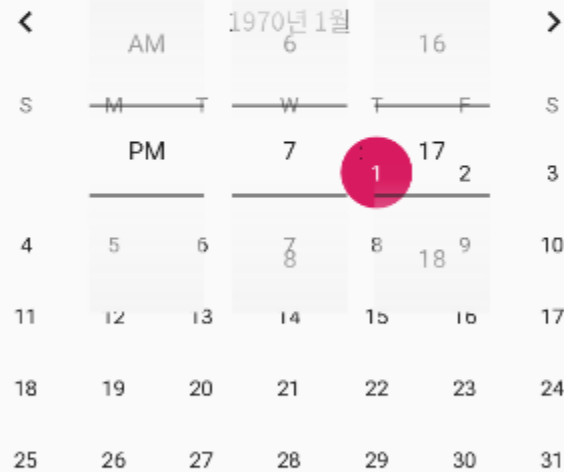 1970년 1월
AM 6 16
S M T W T F S
PM 7 : 17
1 2 3
4 5 6 7 8 9 10
8 18
11 12 13 14 15 16 17
18 19 20 21 22 23 24
25 26 27 28 29 30 31